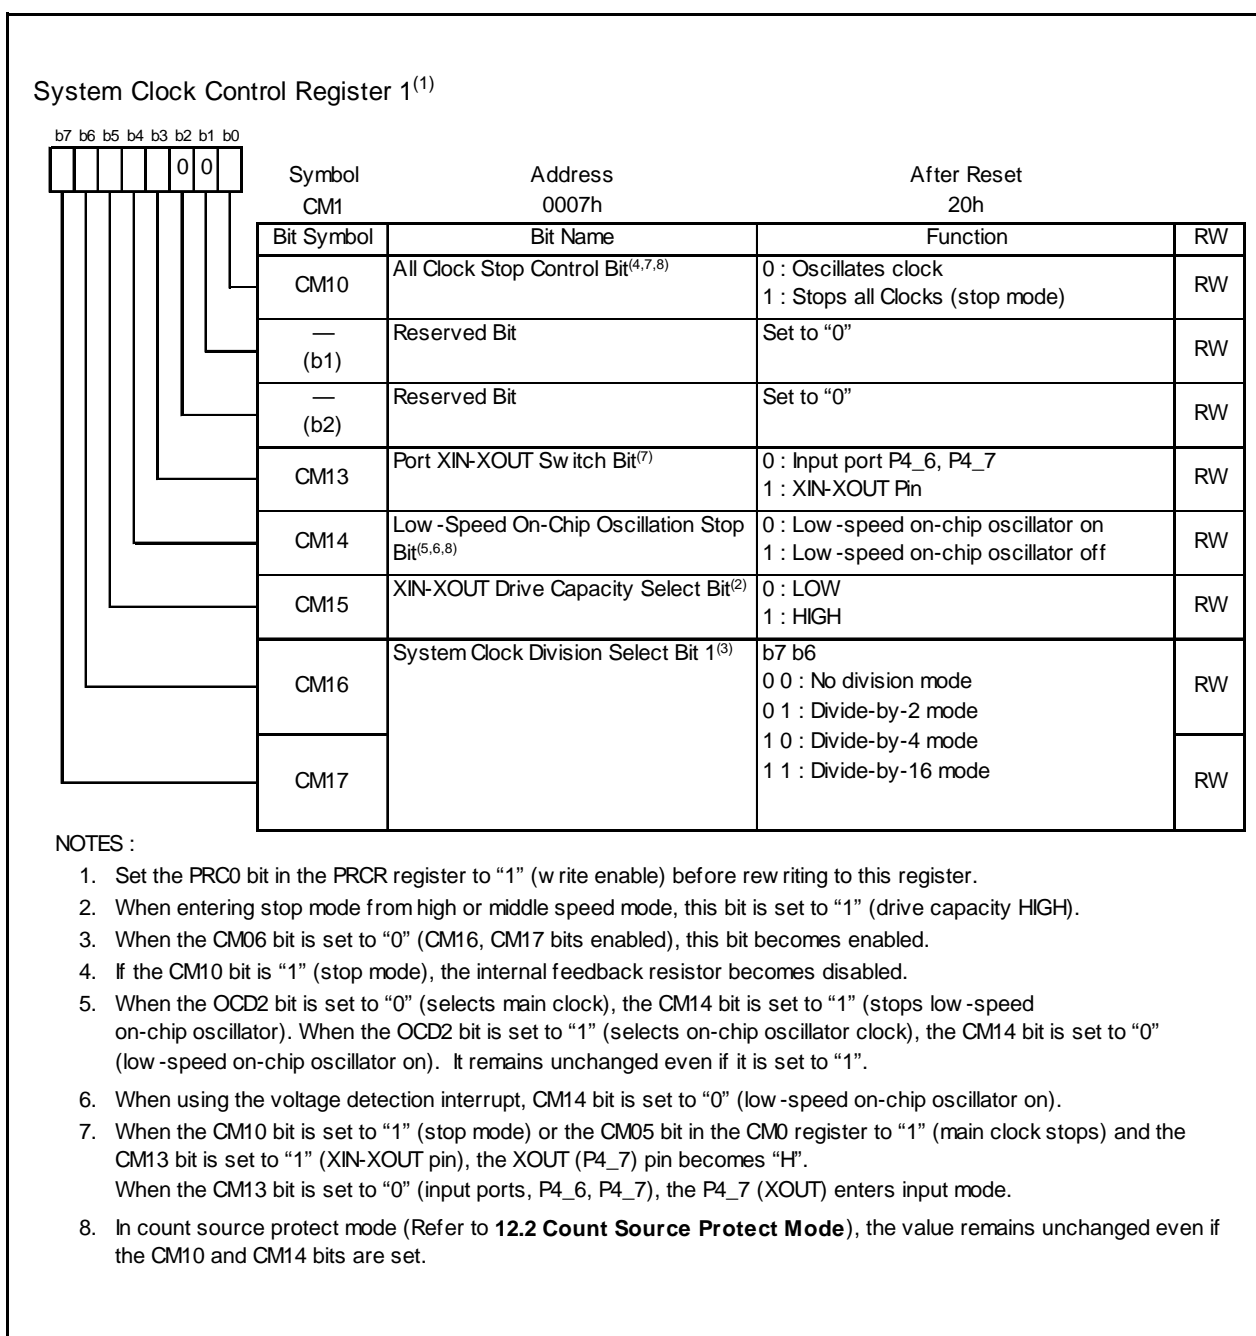 System Clock Control Register 1(1)
b7 b6 b5 b4 b3 b2 b1 b0
0 0
Symbol Address After Reset
CM1 0007h 20h
Bit Symbol Bit Name Function RW
CM10 All Clock Stop Control Bit(4,7,8) 0 : Oscillates clock RW
1 : Stops all Clocks (stop mode)
— (b1) Reserved Bit Set to “0” RW
— (b2) Reserved Bit Set to “0” RW
CM13 Port XIN-XOUT Switch Bit(7) 0 : Input port P4_6, P4_7 RW
1 : XIN-XOUT Pin
CM14 Low-Speed On-Chip Oscillation Stop 0 : Low-speed on-chip oscillator on RW
Bit(5,6,8) 1 : Low-speed on-chip oscillator off
CM15 XIN-XOUT Drive Capacity Select Bit(2) 0 : LOW RW
1 : HIGH
CM16 System Clock Division Select Bit 1(3) b7 b6 RW
0 0 : No division mode
0 1 : Divide-by-2 mode
1 0 : Divide-by-4 mode
CM17 1 1 : Divide-by-16 mode RW
NOTES :
1. Set the PRC0 bit in the PRCR register to “1” (write enable) before rewriting to this register.
2. When entering stop mode from high or middle speed mode, this bit is set to “1” (drive capacity HIGH).
3. When the CM06 bit is set to “0” (CM16, CM17 bits enabled), this bit becomes enabled.
4. If the CM10 bit is “1” (stop mode), the internal feedback resistor becomes disabled.
5. When the OCD2 bit is set to “0” (selects main clock), the CM14 bit is set to “1” (stops low-speed
on-chip oscillator). When the OCD2 bit is set to “1” (selects on-chip oscillator clock), the CM14 bit is set to “0”
(low-speed on-chip oscillator on). It remains unchanged even if it is set to “1”.
6. When using the voltage detection interrupt, CM14 bit is set to “0” (low-speed on-chip oscillator on).
7. When the CM10 bit is set to “1” (stop mode) or the CM05 bit in the CM0 register to “1” (main clock stops) and the
CM13 bit is set to “1” (XIN-XOUT pin), the XOUT (P4_7) pin becomes “H”.
When the CM13 bit is set to “0” (input ports, P4_6, P4_7), the P4_7 (XOUT) enters input mode.
8. In count source protect mode (Refer to 12.2 Count Source Protect Mode), the value remains unchanged even if
the CM10 and CM14 bits are set.